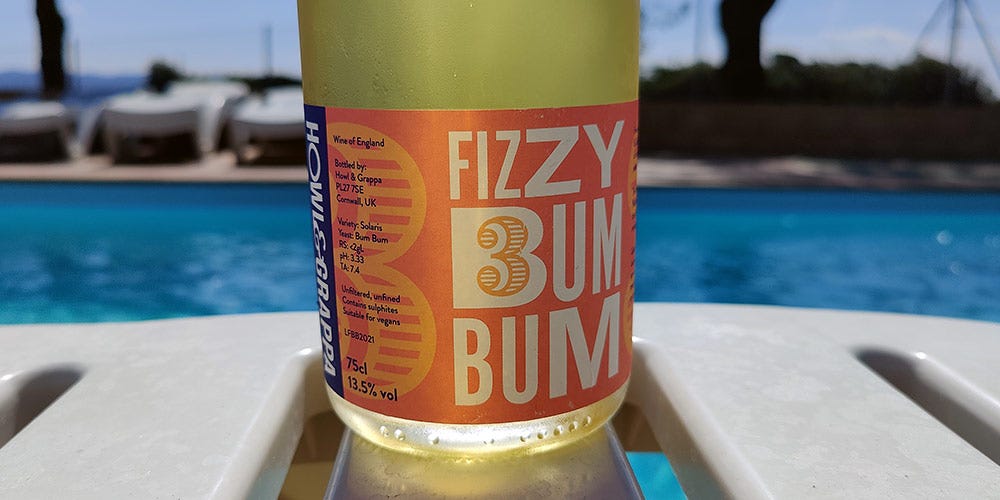 HOWL&GRAPPA
Wine of England
Bottled by:
Howl & Grappa
PL27 7SE
Cornwall, UK
Variety: Solaris
Yeast: Bum Bum
RS: <2gL
pH: 3.33
TA: 7.4
Unfiltered, unfined
Contains sulphites
Suitable for vegans
LFBB2021
75cl
13.5% vol
FIZZY
BUM
3
BUM